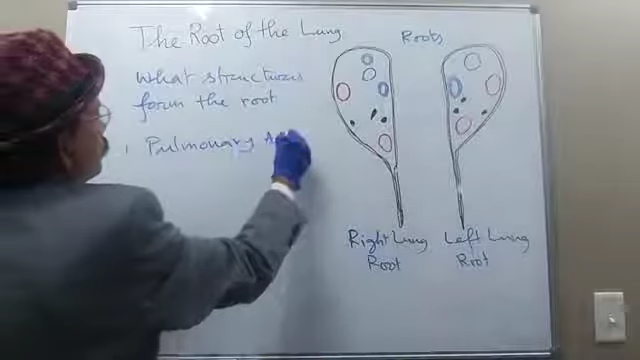 The Root of the Lung
Roots
What structures
form the root
1 Pulmonary A
Right Lung
Root
Left Lung
Root